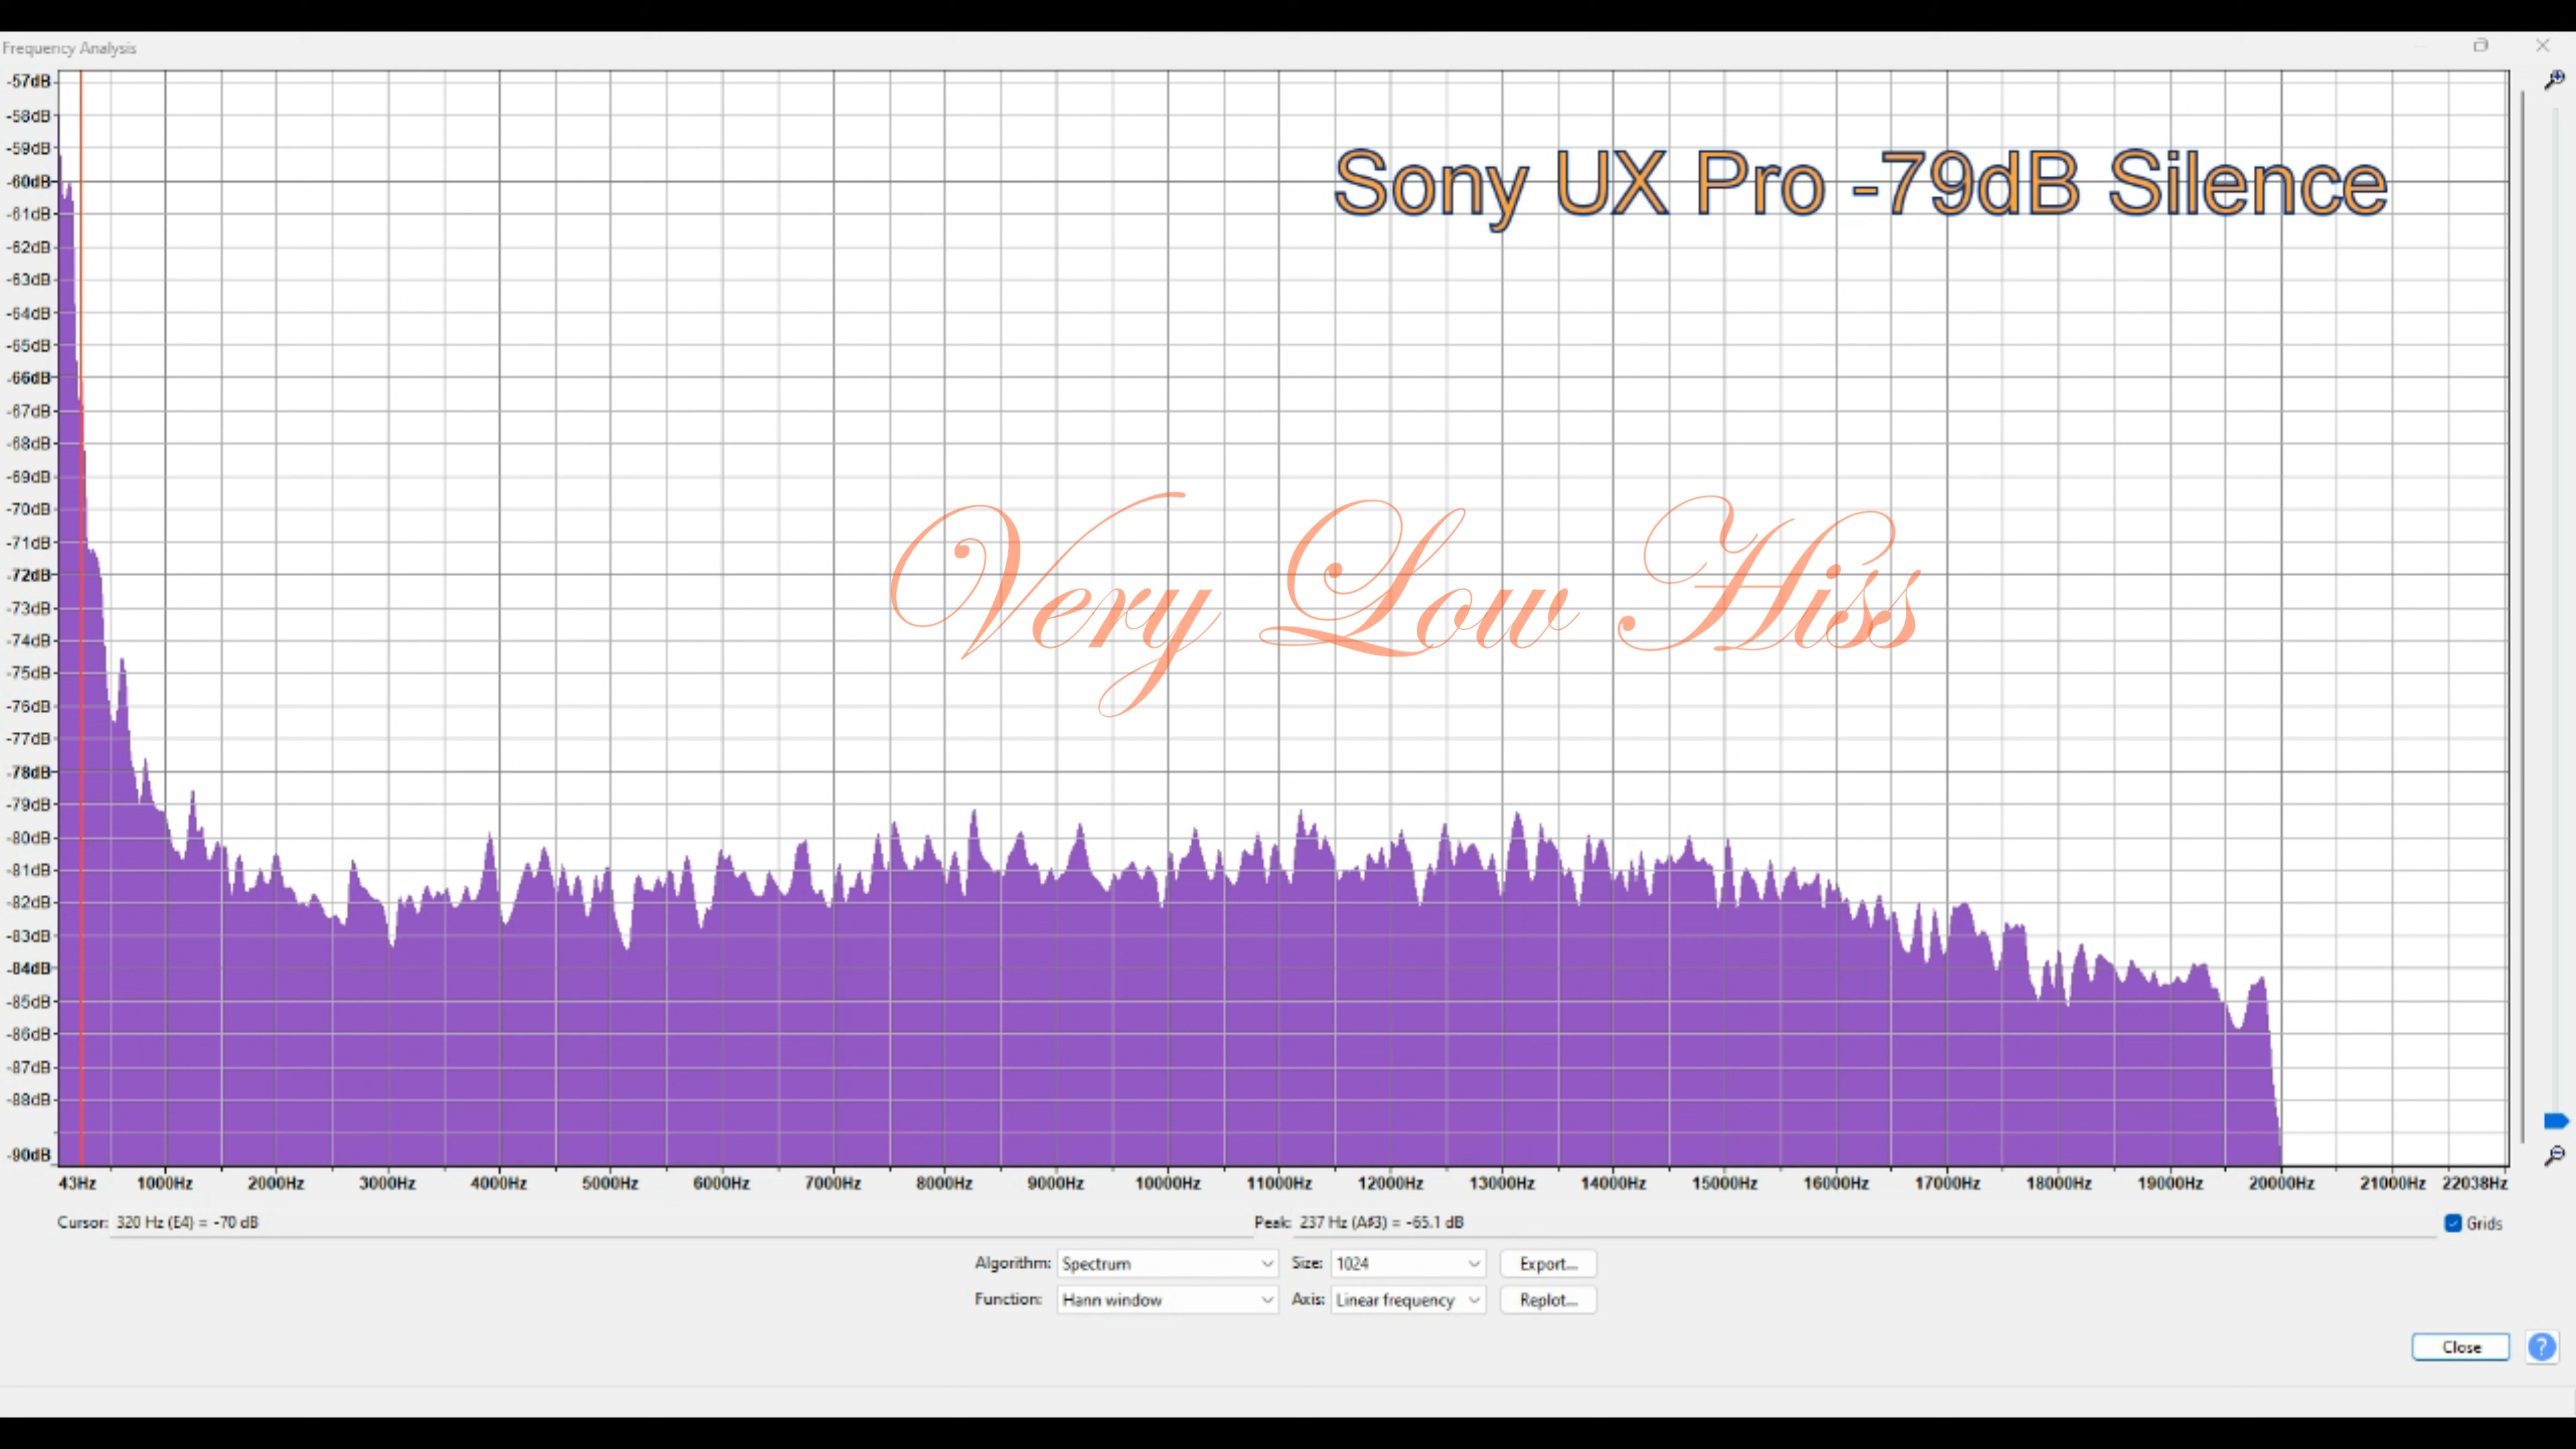 Frequency Analysis
-57dB
-58dB
-59dB
-60dB
-61dB
-62dB
-63dB
-64dB
-65dB
-66dB
-67dB
-68dB
-69dB
-70dB
-71dB
-72dB
-73dB
-74dB
-75dB
-76dB
-77dB
-78dB
-79dB
-80dB
-81dB
-82dB
-83dB
-84dB
-85dB
-86dB
-87dB
-88dB
-90dB
Sony UX Pro -79dB Silence
Very Low Hiss
43Hz 1000Hz 2000Hz 3000Hz 4000Hz 5000Hz 6000Hz 7000Hz 8000Hz 9000Hz 10000Hz 11000Hz 12000Hz 13000Hz 14000Hz 15000Hz 16000Hz 17000Hz 18000Hz 19000Hz 20000Hz 21000Hz 22038Hz
Cursor: 320 Hz (E4) = -70 dB Peak: 237 Hz (A♯3) = -65.1 dB Grids
Algorithm: Spectrum Size: 1024 Export...
Function: Hann window Axis: Linear frequency Replot...
Close ?